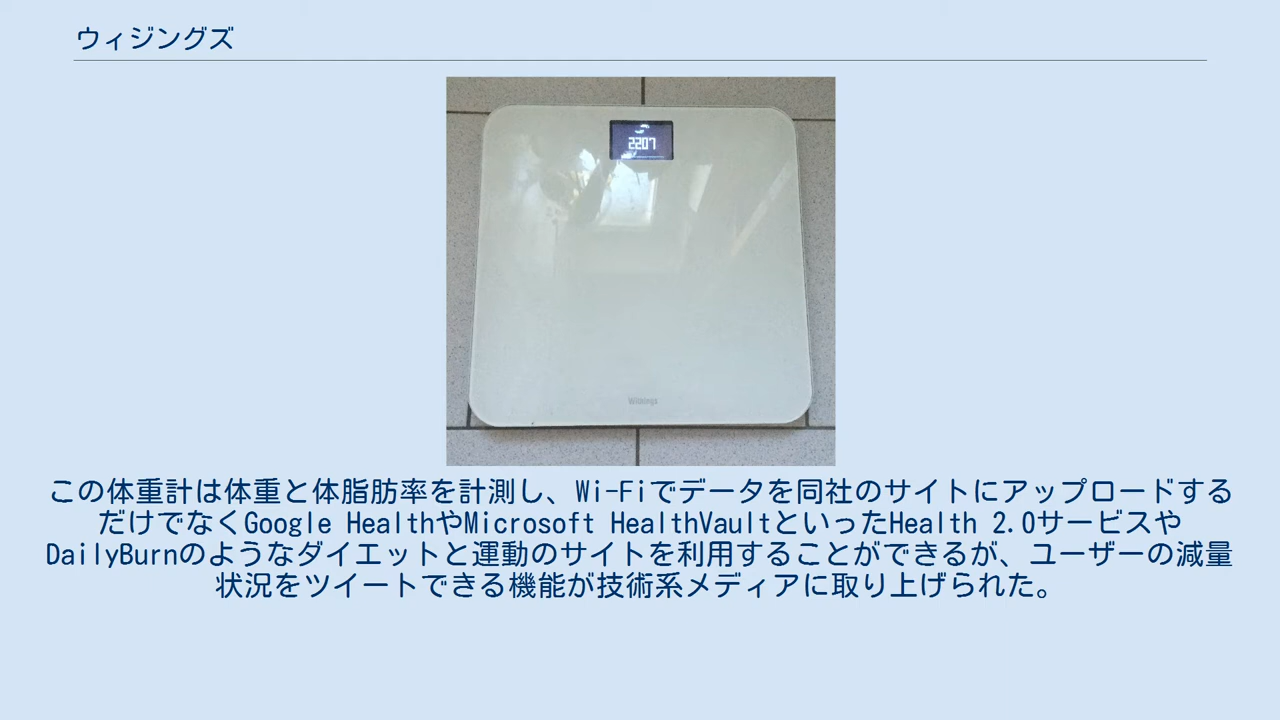 ウィジングズ
2207
Withings
この体重計は体重と体脂肪率を計測し、Wi-Fiでデータを同社のサイトにアップロードする
だけでなくGoogle HealthやMicrosoft HealthVaultといったHealth 2.0サービスや
DailyBurnのようなダイエットと運動のサイトを利用することができるが、ユーザーの減量
状況をツイートできる機能が技術系メディアに取り上げられた。